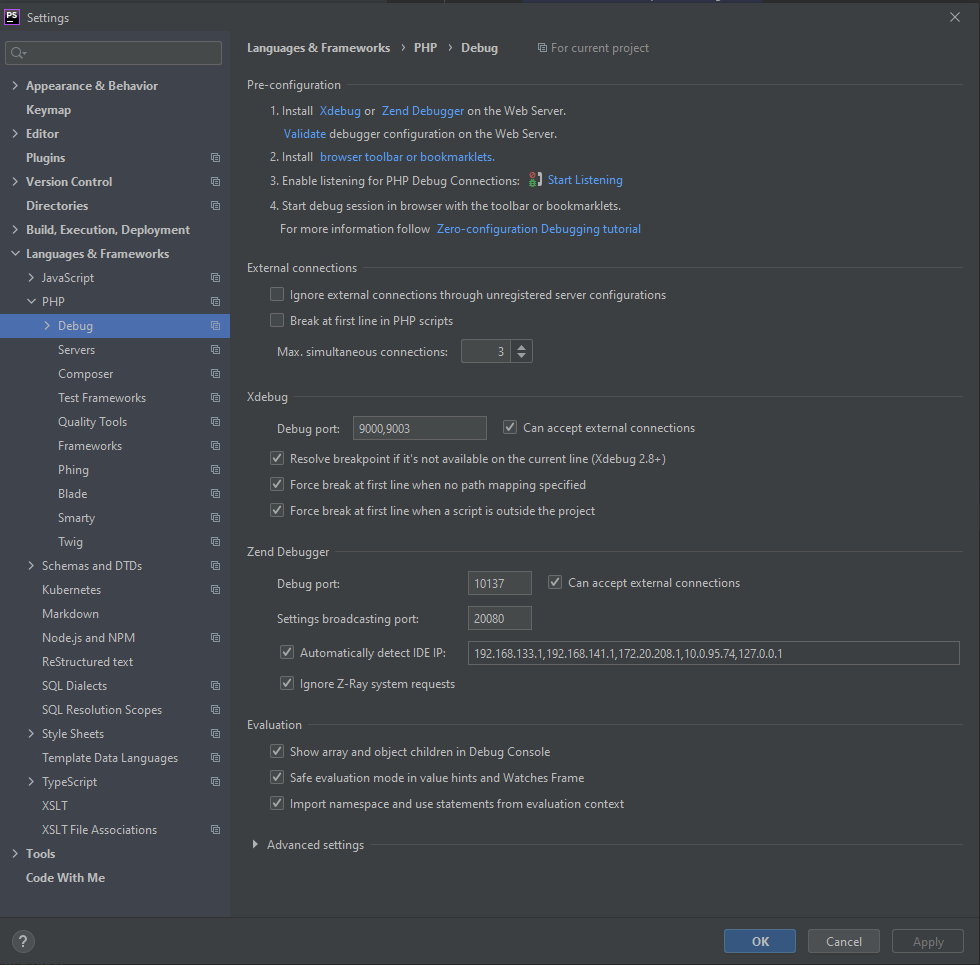 PS Settings
Appearance & Behavior
Keymap
Editor
Plugins
Version Control
Directories
Build, Execution, Deployment
Languages & Frameworks
JavaScript
PHP
Debug
Servers
Composer
Test Frameworks
Quality Tools
Frameworks
Phing
Blade
Smarty
Twig
Schemas and DTDs
Kubernetes
Markdown
Node.js and NPM
ReStructured text
SQL Dialects
SQL Resolution Scopes
Style Sheets
Template Data Languages
TypeScript
XSLT
XSLT File Associations
Tools
Code With Me
Languages & Frameworks › PHP › Debug For current project
Pre-configuration
1. Install Xdebug or Zend Debugger on the Web Server.
Validate debugger configuration on the Web Server.
2. Install browser toolbar or bookmarklets.
3. Enable listening for PHP Debug Connections: Start Listening
4. Start debug session in browser with the toolbar or bookmarklets.
For more information follow Zero-configuration Debugging tutorial
External connections
Ignore external connections through unregistered server configurations
Break at first line in PHP scripts
Max. simultaneous connections: 3
Xdebug
Debug port: 9000,9003 Can accept external connections
Resolve breakpoint if it's not available on the current line (Xdebug 2.8+)
Force break at first line when no path mapping specified
Force break at first line when a script is outside the project
Zend Debugger
Debug port: 10137 Can accept external connections
Settings broadcasting port: 20080
Automatically detect IDE IP: 192.168.133.1,192.168.141.1,172.20.208.1,10.0.95.74,127.0.0.1
Ignore Z-Ray system requests
Evaluation
Show array and object children in Debug Console
Safe evaluation mode in value hints and Watches Frame
Import namespace and use statements from evaluation context
Advanced settings
? OK Cancel Apply